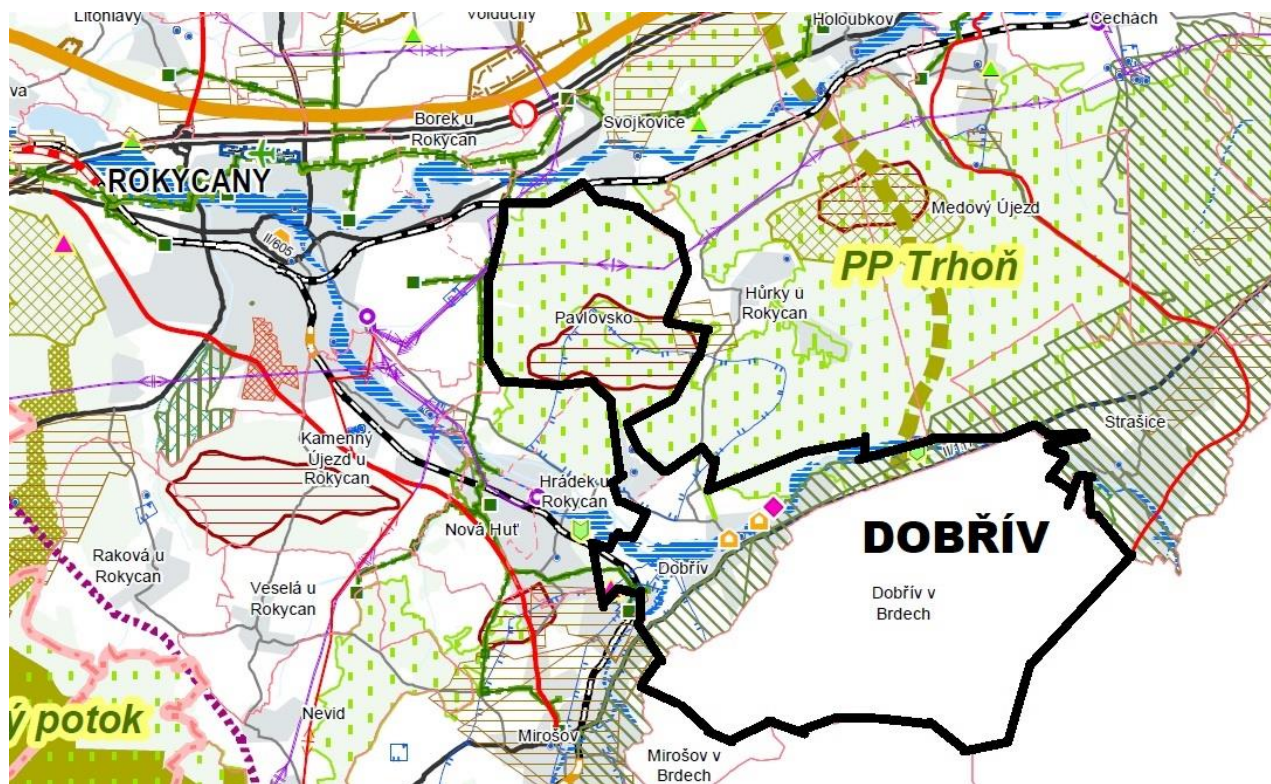 Litohlavy
Volduchy
Holoubkov
Cechách
va
Borek u
Rokycan
Svojkovice
ROKYCANY
II/605
Medový Újezd
PP Trhoň
Hůrky u
Rokycan
Pavlovsko
Strašice
Kamenný
Újezd u
Rokycan
Hrádek u
Rokycan
Nová Huť
DOBŘÍV
Raková u
Rokycan
Veselá u
Rokycan
Dobřív
Dobřív v
Brdech
ý potok
Nevid
Mirošov
Mirošov v
Brdech